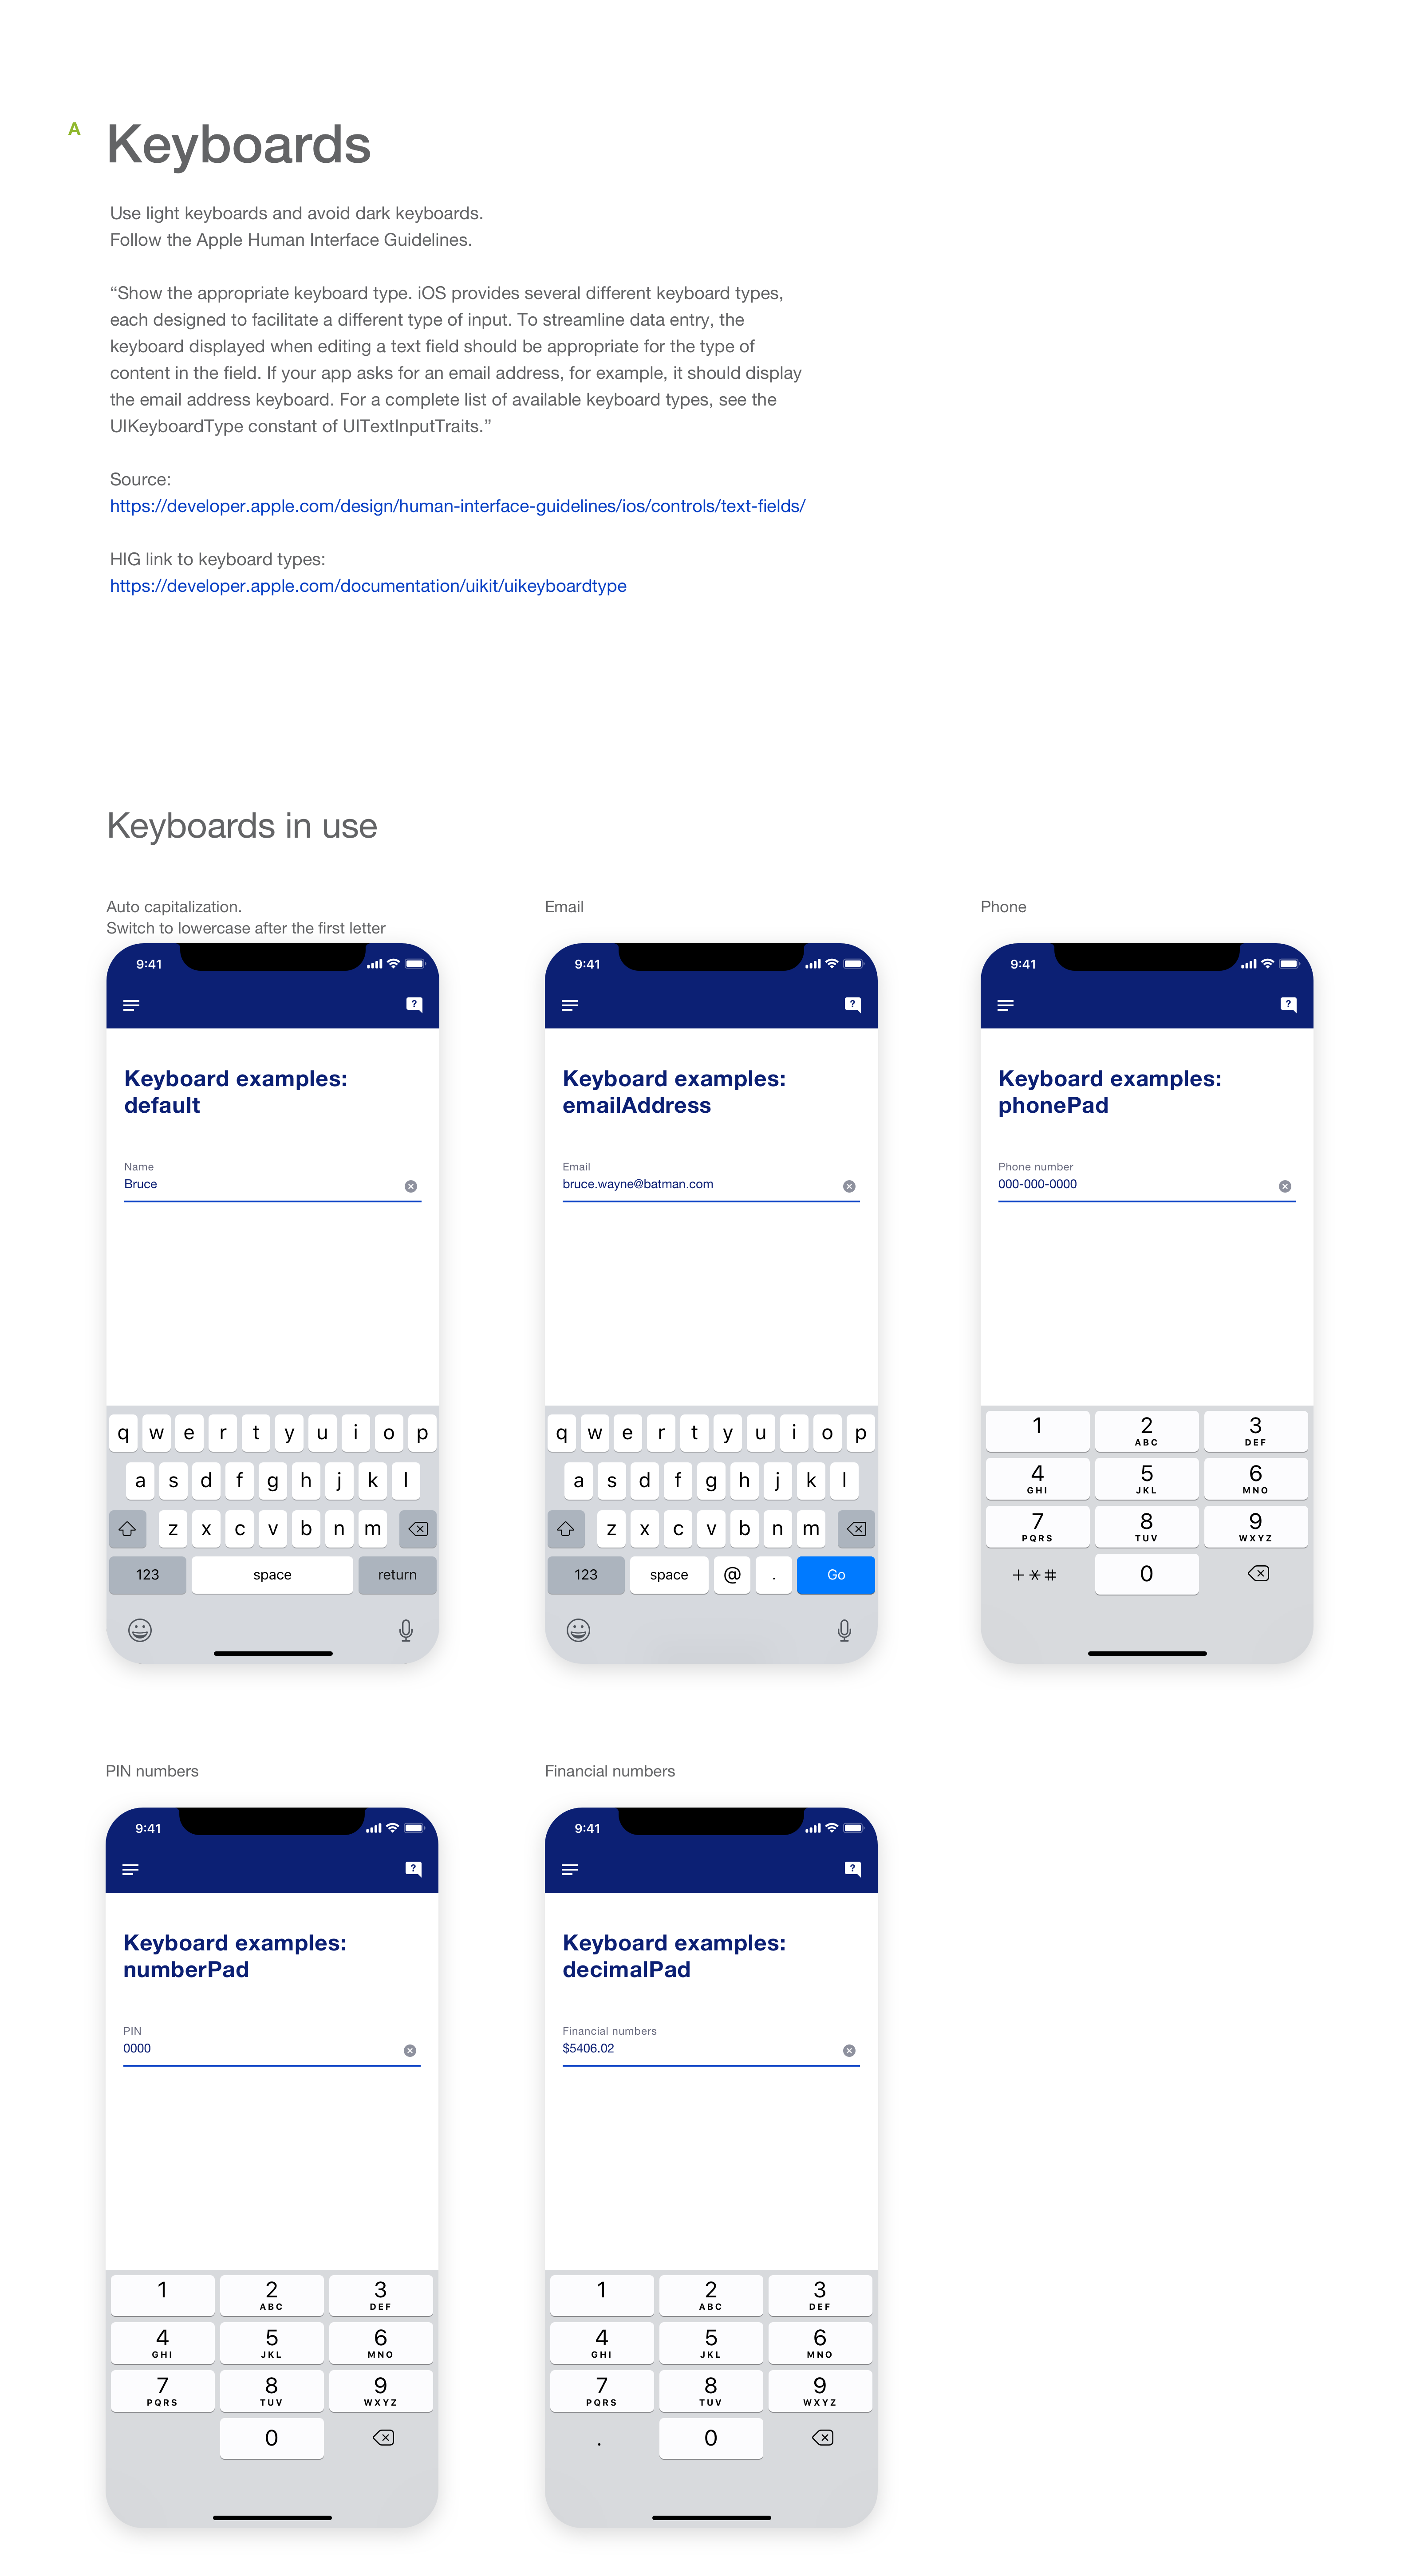 A
Keyboards
Use light keyboards and avoid dark keyboards.
Follow the Apple Human Interface Guidelines.
“Show the appropriate keyboard type. iOS provides several different keyboard types,
each designed to facilitate a different type of input. To streamline data entry, the
keyboard displayed when editing a text field should be appropriate for the type of
content in the field. If your app asks for an email address, for example, it should display
the email address keyboard. For a complete list of available keyboard types, see the
UIKeyboardType constant of UITextInputTraits.”
Source:
https://developer.apple.com/design/human-interface-guidelines/ios/controls/text-fields/
HIG link to keyboard types:
https://developer.apple.com/documentation/uikit/uikeyboardtype
Keyboards in use
Auto capitalization.
Switch to lowercase after the first letter
9:41
?
Keyboard examples:
default
Name
Bruce
q w e r t y u i o p
a s d f g h j k l
z x c v b n m
123 space return
Email
9:41
?
Keyboard examples:
emailAddress
Email
bruce.wayne@batman.com
q w e r t y u i o p
a s d f g h j k l
z x c v b n m
123 space @ . Go
Phone
9:41
?
Keyboard examples:
phonePad
Phone number
000-000-0000
1 2 3
ABC DEF
4 5 6
GHI JKL MNO
7 8 9
PQRS TUV WXYZ
+*# 0
PIN numbers
9:41
?
Keyboard examples:
numberPad
PIN
0000
1 2 3
ABC DEF
4 5 6
GHI JKL MNO
7 8 9
PQRS TUV WXYZ
0
Financial numbers
9:41
?
Keyboard examples:
decimalPad
Financial numbers
$5406.02
1 2 3
ABC DEF
4 5 6
GHI JKL MNO
7 8 9
PQRS TUV WXYZ
. 0